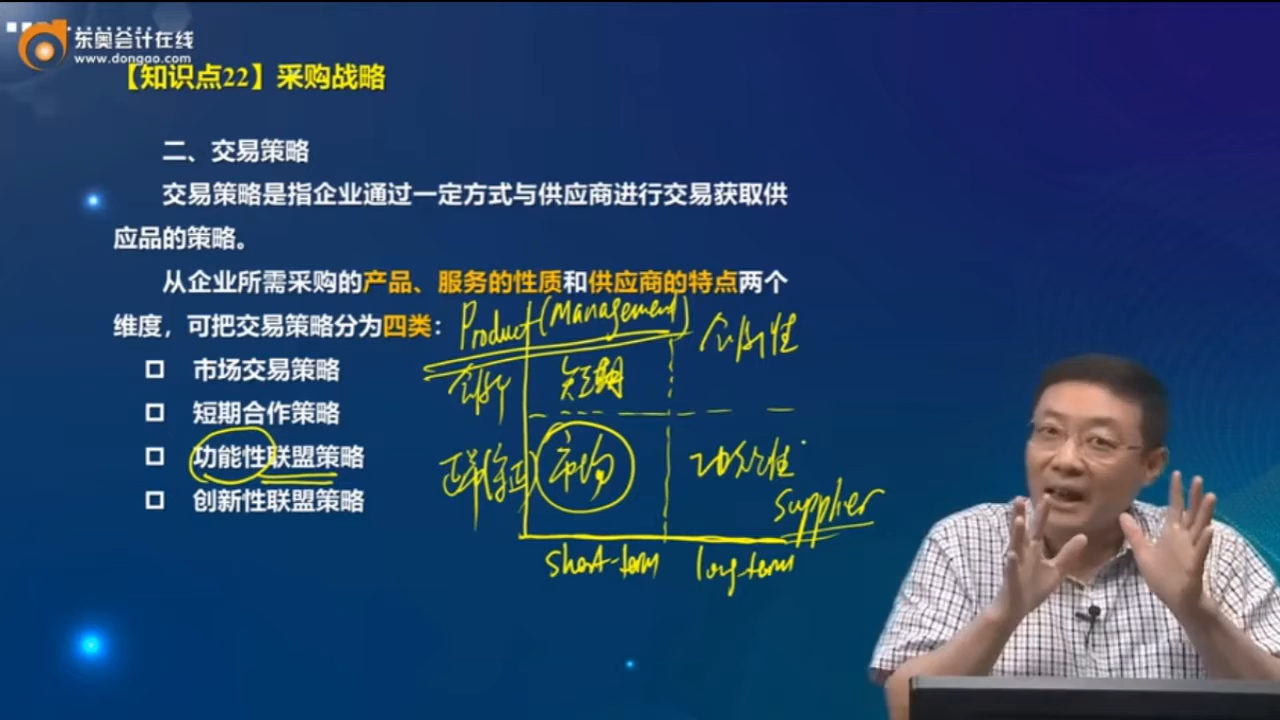 东奥会计在线
www.dongao.com
【知识点22】采购战略
二、交易策略
交易策略是指企业通过一定方式与供应商进行交易获取供
应品的策略。
从企业所需采购的产品、服务的性质和供应商的特点两个
维度，可把交易策略分为四类：
市场交易策略
短期合作策略
功能性联盟策略
创新性联盟策略
Product (Management)
创新性
短期
市场
功能性
supplier
short-term
long-term